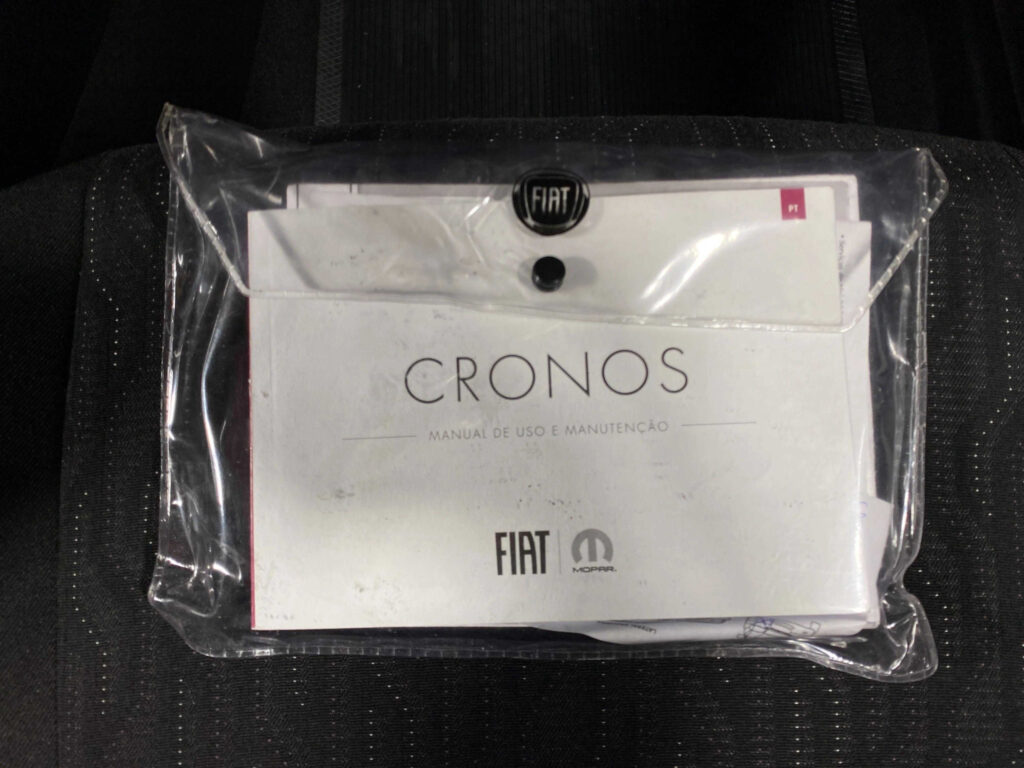 FIAT
PT
CRONOS
MANUAL DE USO E MANUTENÇÃO
FIAT
MOPAR